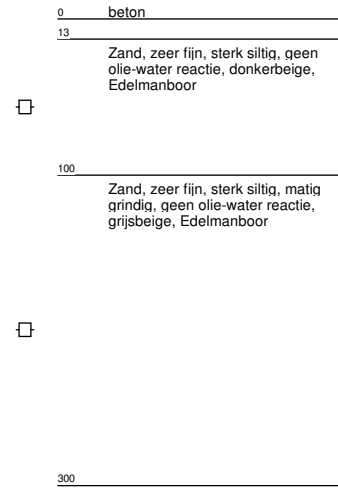 0 beton
13
Zand, zeer fijn, sterk siltig, geen
olie-water reactie, donkerbeige,
Edelmanboor
100
Zand, zeer fijn, sterk siltig, matig
grindig, geen olie-water reactie,
grijsbeige, Edelmanboor
300